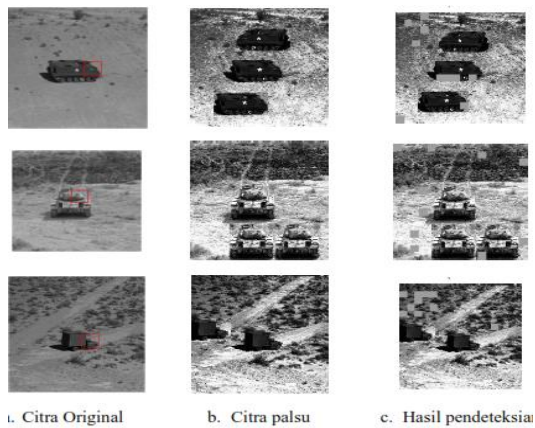 . Citra Original
b. Citra palsu
c. Hasil pendeteksian